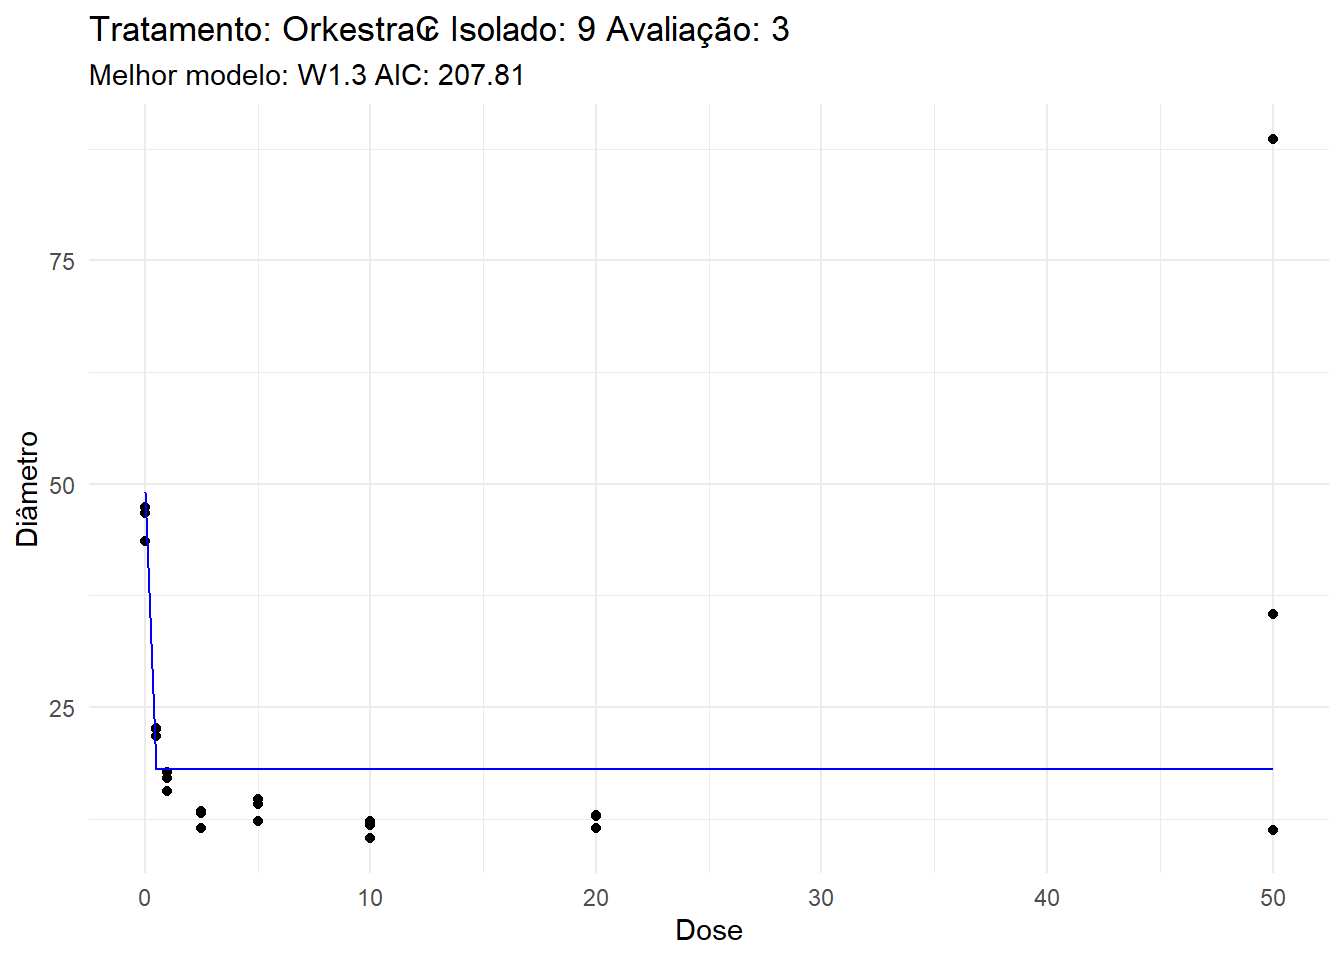 Tratamento: Orkestra₢ Isolado: 9 Avaliação: 3
Melhor modelo: W1.3 AIC: 207.81
75
50
25
Diâmetro
0 10 20 30 40 50
Dose